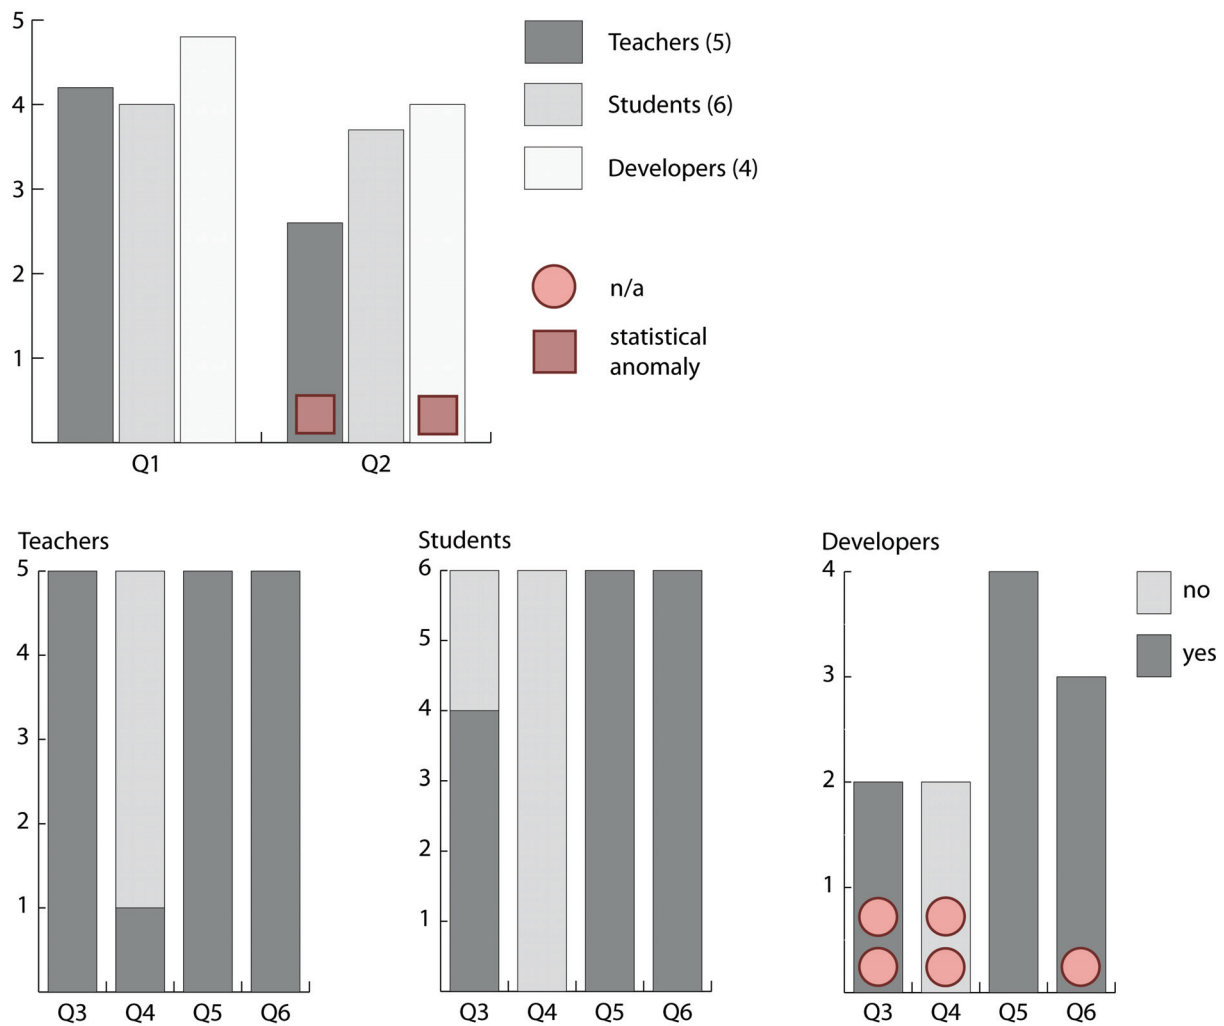 5
4
3
2
1
Q1
Q2
Teachers (5)
Students (6)
Developers (4)
n/a
statistical
anomaly
Teachers
5
4
3
2
1
Q3
Q4
Q5
Q6
Students
6
5
4
3
2
1
Q3
Q4
Q5
Q6
Developers
4
3
2
1
Q3
Q4
Q5
Q6
no
yes